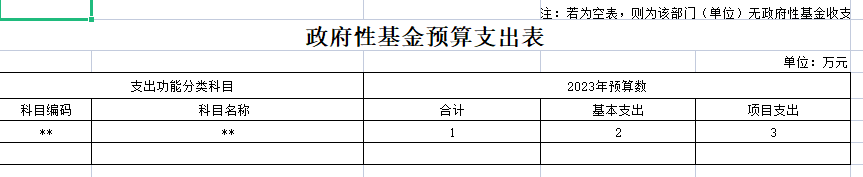 注：若为空表，则为该部门（单位）无政府性基金收支
政府性基金预算支出表
单位：万元
支出功能分类科目 2023年预算数
科目编码 科目名称 合计 基本支出 项目支出
** ** 1 2 3